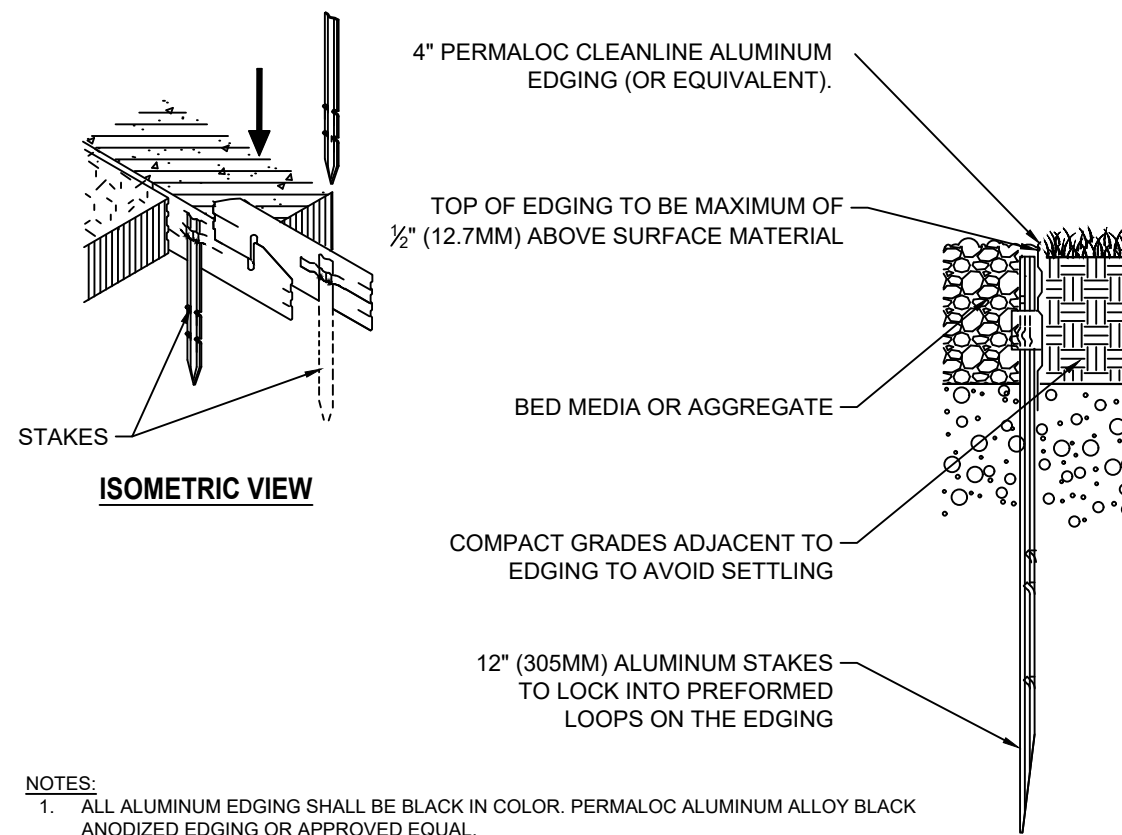 4" PERMALOC CLEANLINE ALUMINUM
EDGING (OR EQUIVALENT).
TOP OF EDGING TO BE MAXIMUM OF
½" (12.7MM) ABOVE SURFACE MATERIAL
BED MEDIA OR AGGREGATE
STAKES
ISOMETRIC VIEW
COMPACT GRADES ADJACENT TO
EDGING TO AVOID SETTLING
12" (305MM) ALUMINUM STAKES
TO LOCK INTO PREFORMED
LOOPS ON THE EDGING
NOTES:
1. ALL ALUMINUM EDGING SHALL BE BLACK IN COLOR. PERMALOC ALUMINUM ALLOY BLACK
ANODIZED EDGING OR APPROVED EQUAL.